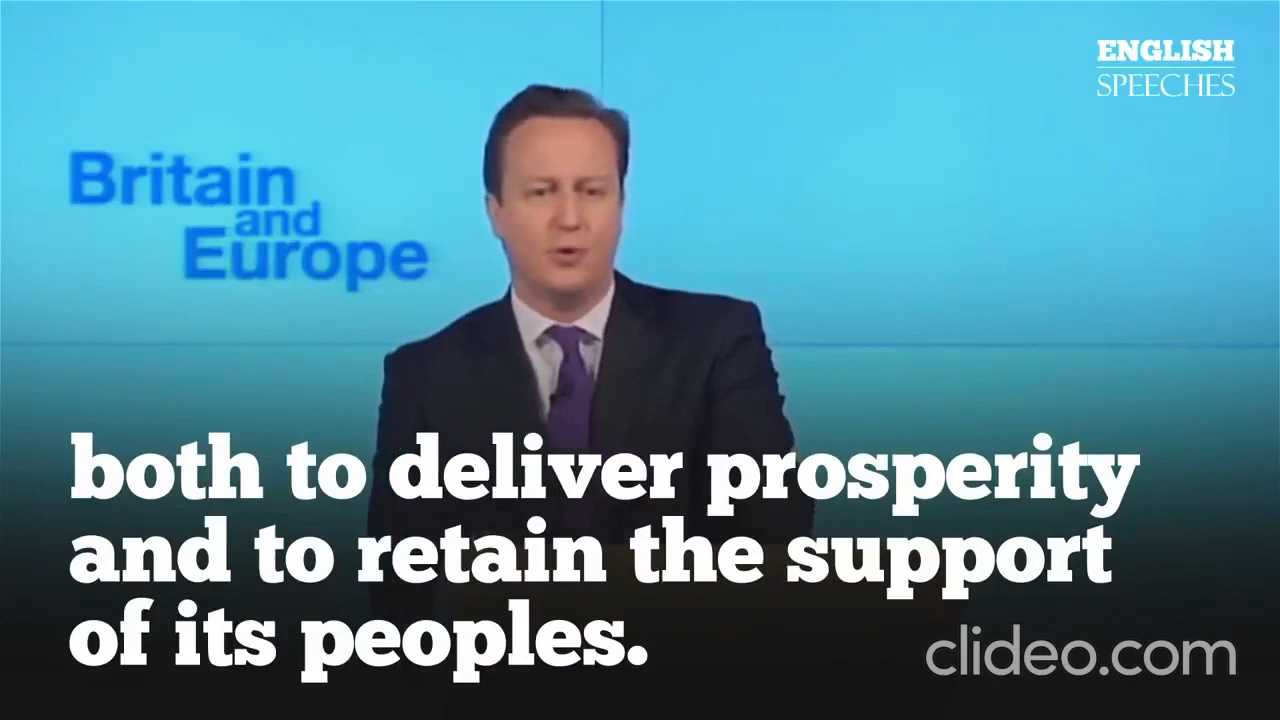 ENGLISH
SPEECHES
Britain
and
Europe
both to deliver prosperity
and to retain the support
of its peoples.
clideo.com